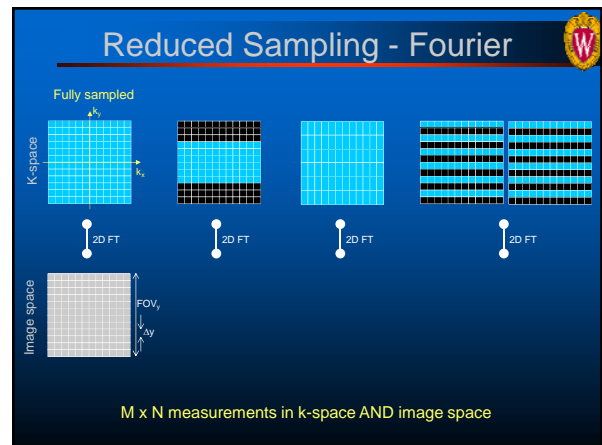 Reduced Sampling - Fourier
W
Fully sampled
ky
kx
K-space
2D FT
2D FT
2D FT
2D FT
Image space
FOVy
Δy
M x N measurements in k-space AND image space